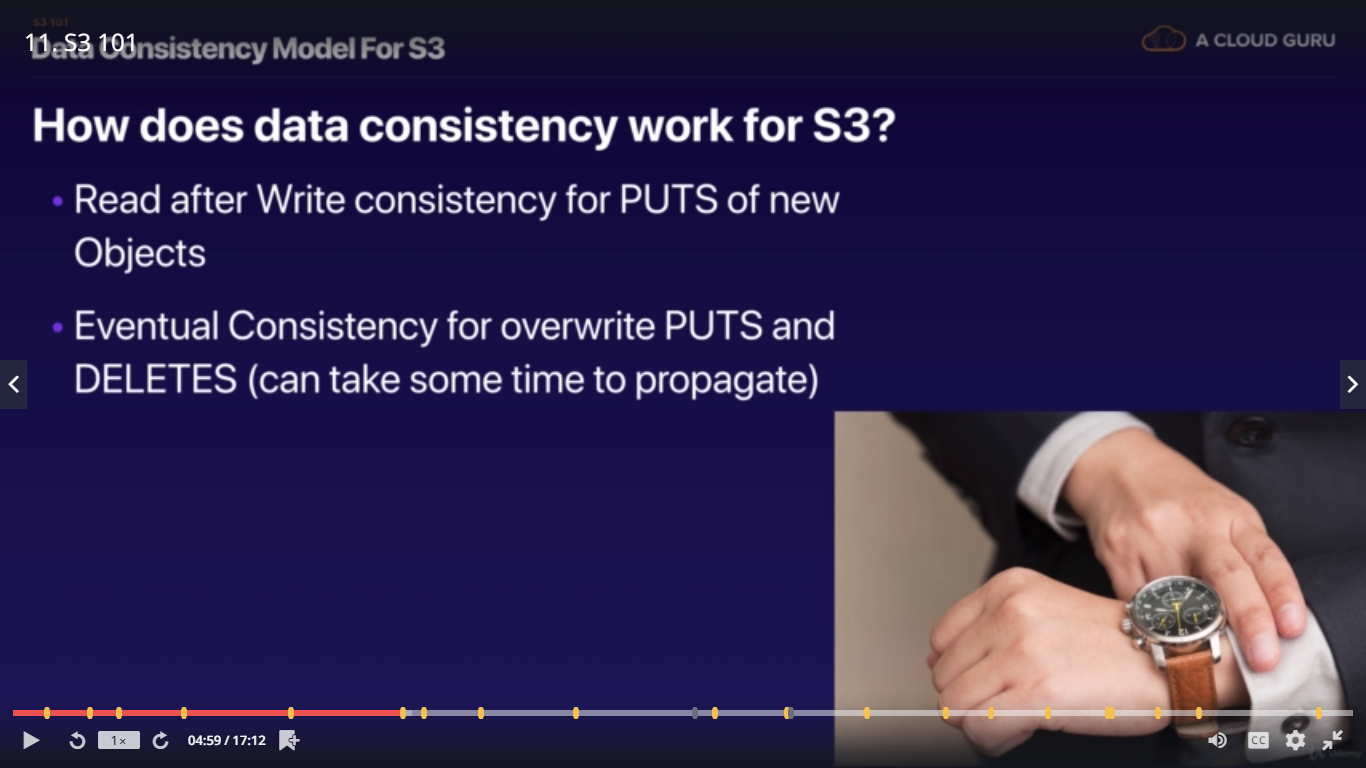 S3 101
11. S3 101
Data Consistency Model For S3
A CLOUD GURU
How does data consistency work for S3?
• Read after Write consistency for PUTS of new
Objects
• Eventual Consistency for overwrite PUTS and
DELETES (can take some time to propagate)
1×
04:59 / 17:12
CC